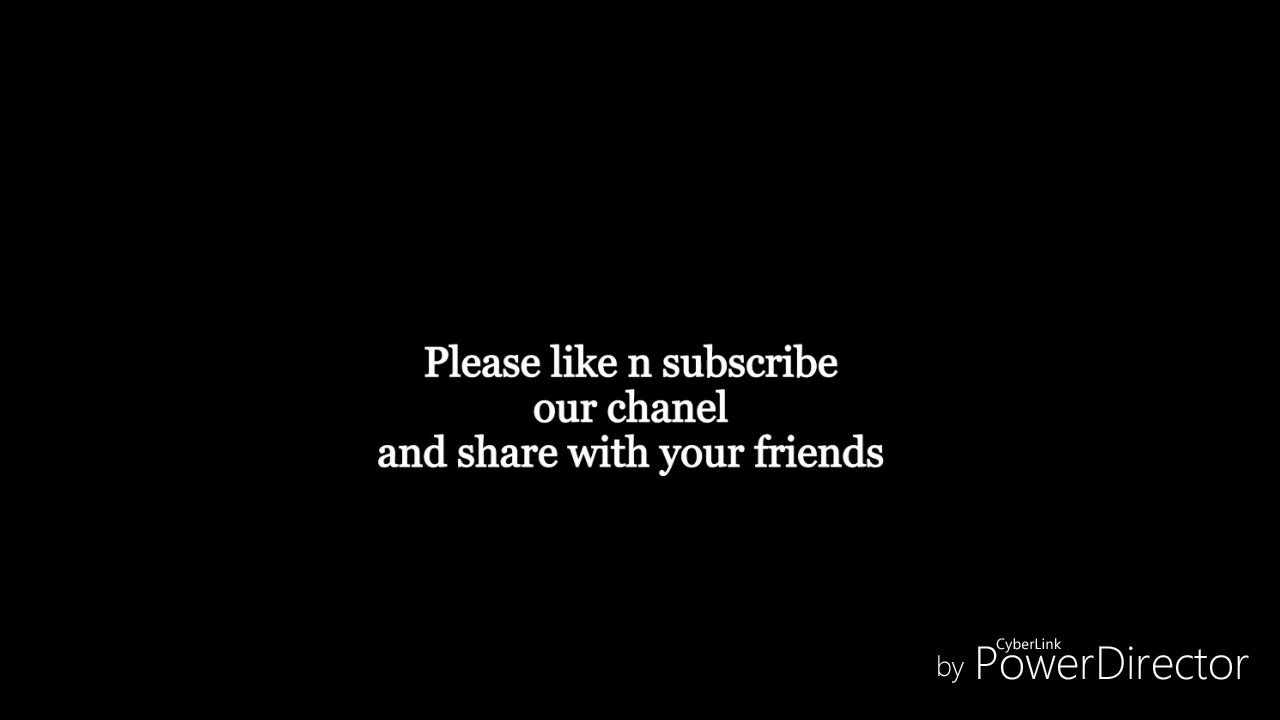 Please like n subscribe
our chanel
and share with your friends
CyberLink
by PowerDirector